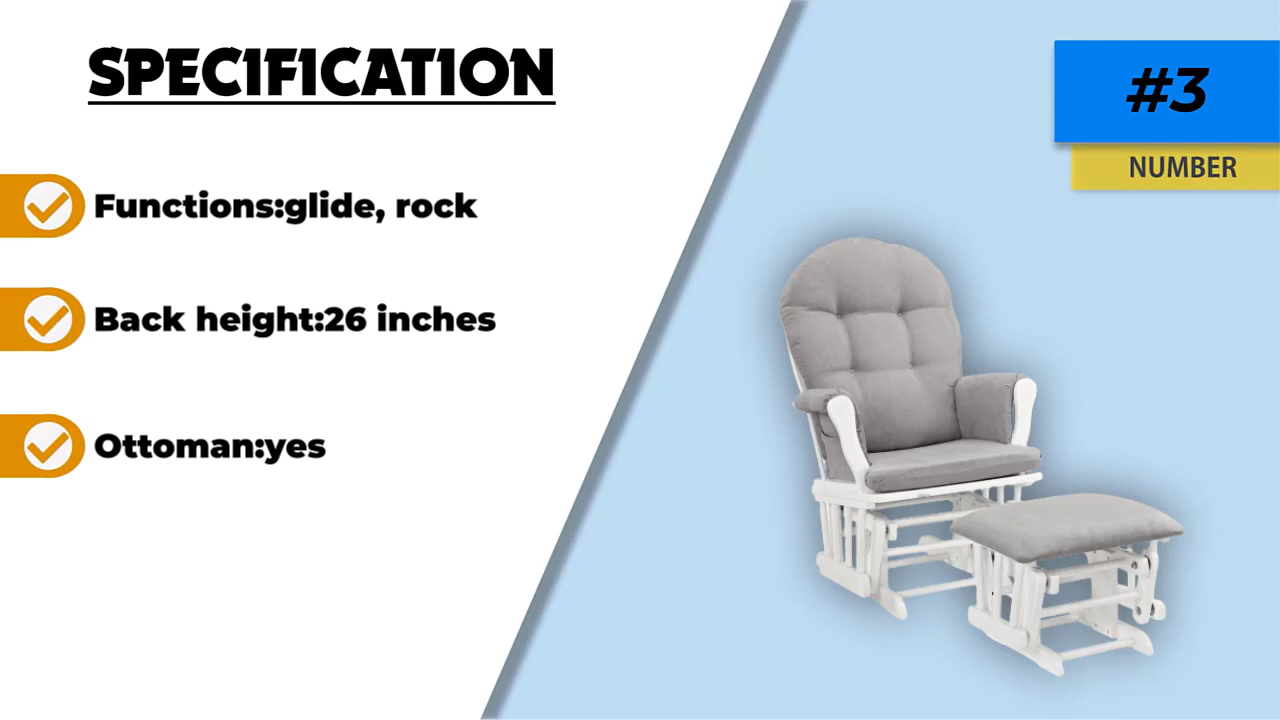 SPECIFICATION
#3
NUMBER
Functions:glide, rock
Back height:26 inches
Ottoman:yes